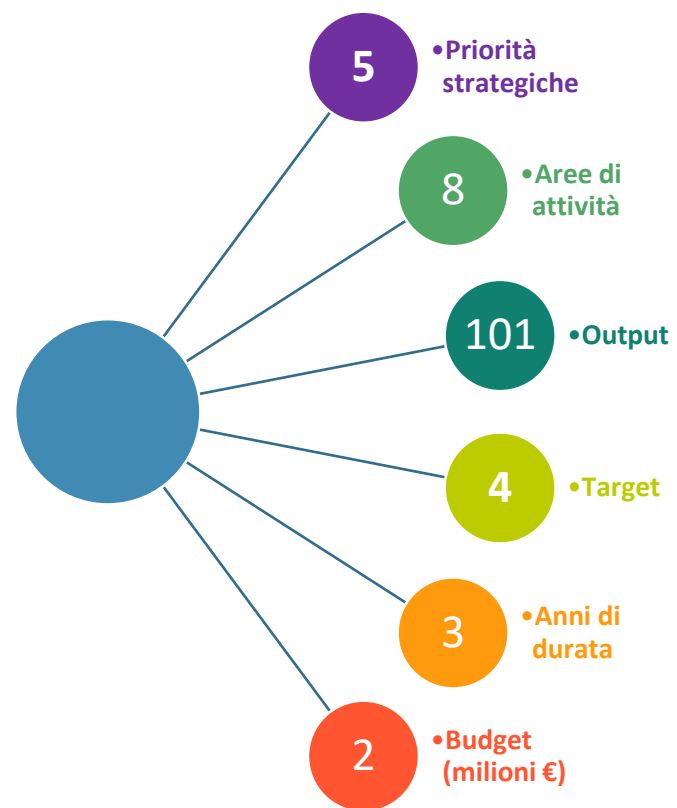 5
•Priorità
strategiche
8
•Aree di
attività
101
•Output
4
•Target
3
•Anni di
durata
2
•Budget
(milioni €)